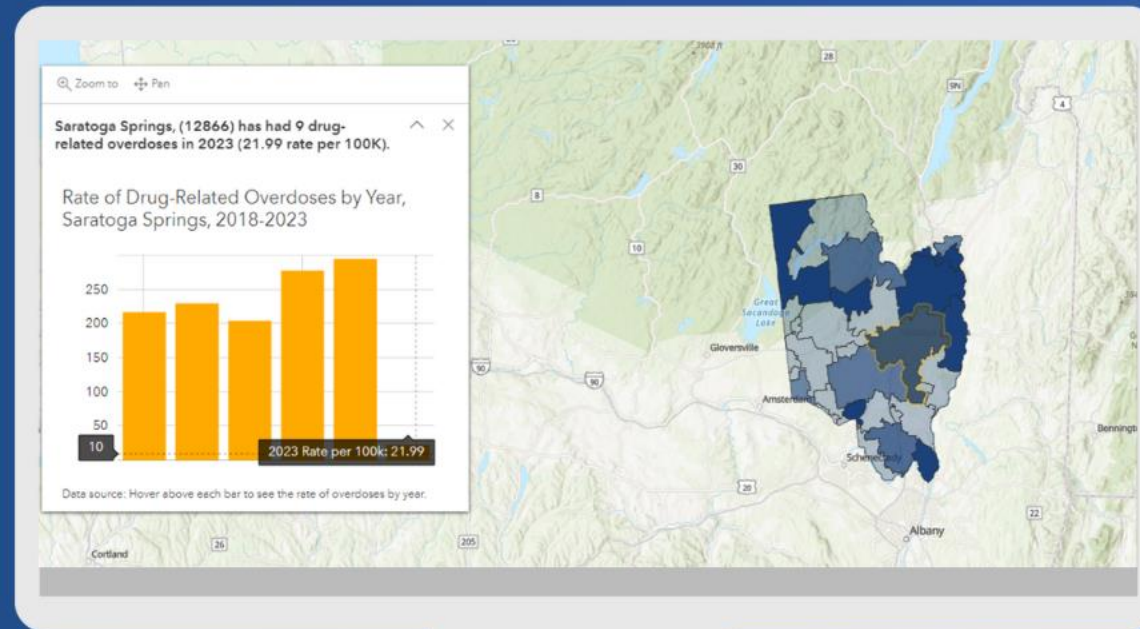 Zoom to Pan
Saratoga Springs, (12866) has had 9 drug-
related overdoses in 2023 (21.99 rate per 100K).
Rate of Drug-Related Overdoses by Year,
Saratoga Springs, 2018-2023
250
200
150
100
50
10
2023 Rate per 100k: 21.99
Data source: Hover above each bar to see the rate of overdoses by year.
28
9N
4
30
8
10
Great
Sacandaga
Lake
Gloversville
90
90
Schenectady
20
22
Albany
26
205
Cortland